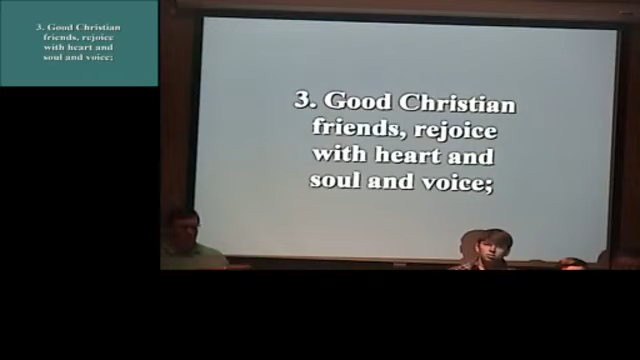 3. Good Christian
friends, rejoice
with heart and
soul and voice;
3. Good Christian
friends, rejoice
with heart and
soul and voice;